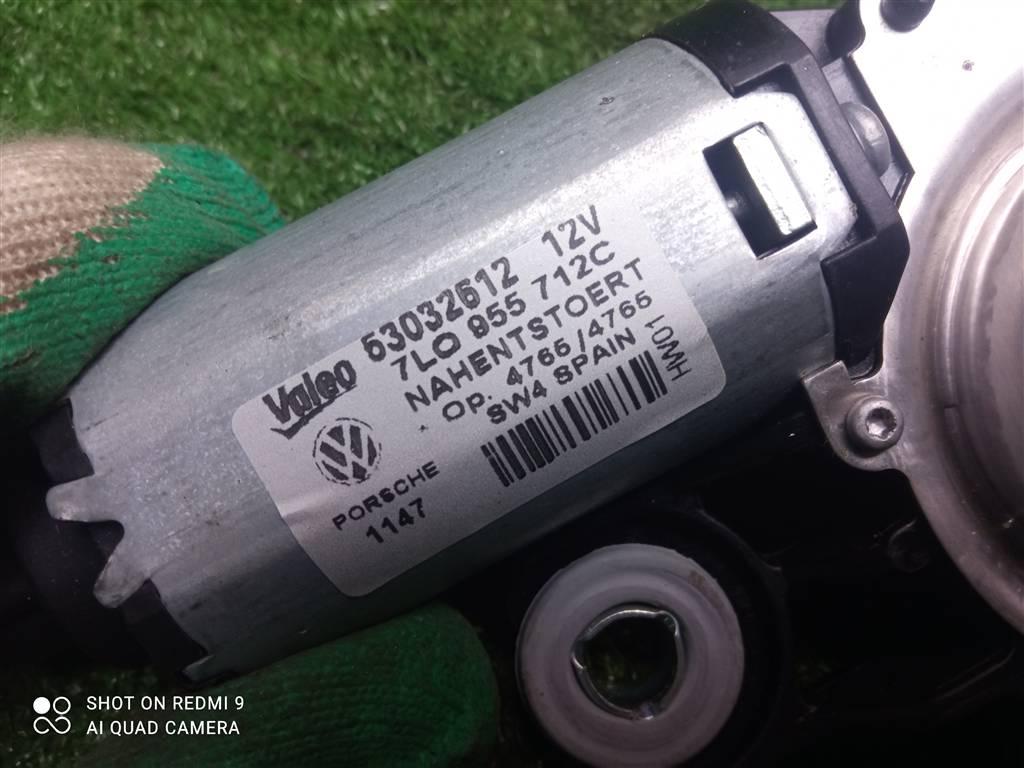 Valeo 53032612 12V
7L0 955 712C
NAHENTSTOERT
OP. 4765/4765
SW4 SPAIN
HW01
PORSCHE
1147
SHOT ON REDMI 9
AI QUAD CAMERA